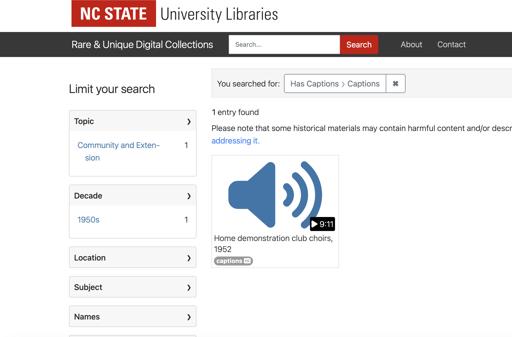 NC STATE University Libraries
Rare & Unique Digital Collections
Search...
Search
About
Contact
Limit your search
Topic
Community and Exten-
sion
1
Decade
1950s
1
Location
Subject
Names
You searched for:
Has Captions > Captions
1 entry found
Please note that some historical materials may contain harmful content and/or descr
addressing it.
9:11
Home demonstration club choirs,
1952
captions